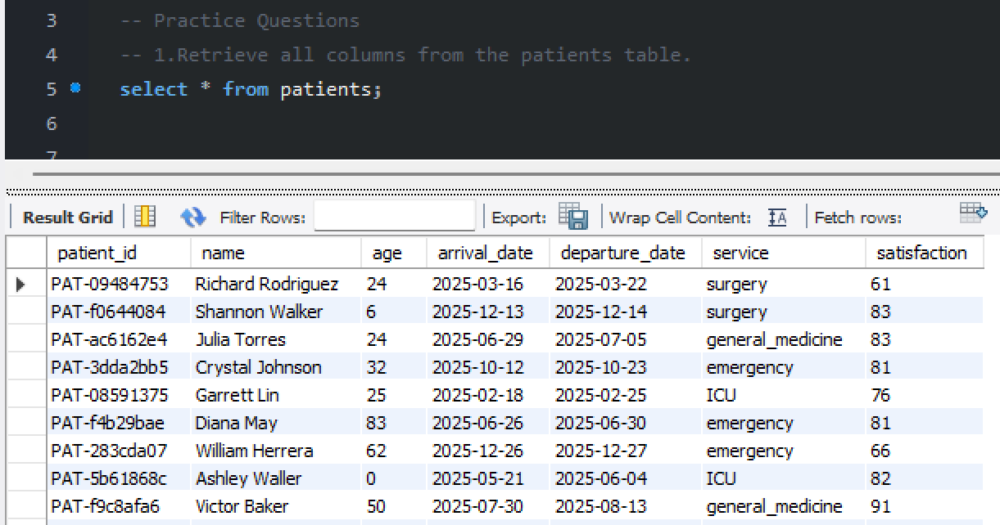 3 -- Practice Questions
4 -- 1.Retrieve all columns from the patients table.
5 select * from patients;
6
7
Result Grid Filter Rows: Export: Wrap Cell Content: Fetch rows:
patient_id name age arrival_date departure_date service satisfaction
PAT-09484753 Richard Rodriguez 24 2025-03-16 2025-03-22 surgery 61
PAT-f0644084 Shannon Walker 6 2025-12-13 2025-12-14 surgery 83
PAT-ac6162e4 Julia Torres 24 2025-06-29 2025-07-05 general_medicine 83
PAT-3dda2bb5 Crystal Johnson 32 2025-10-12 2025-10-23 emergency 81
PAT-08591375 Garrett Lin 25 2025-02-18 2025-02-25 ICU 76
PAT-f4b29bae Diana May 83 2025-06-26 2025-06-30 emergency 81
PAT-283cda07 William Herrera 62 2025-12-26 2025-12-27 emergency 66
PAT-5b61868c Ashley Waller 0 2025-05-21 2025-06-04 ICU 82
PAT-f9c8afa6 Victor Baker 50 2025-07-30 2025-08-13 general_medicine 91